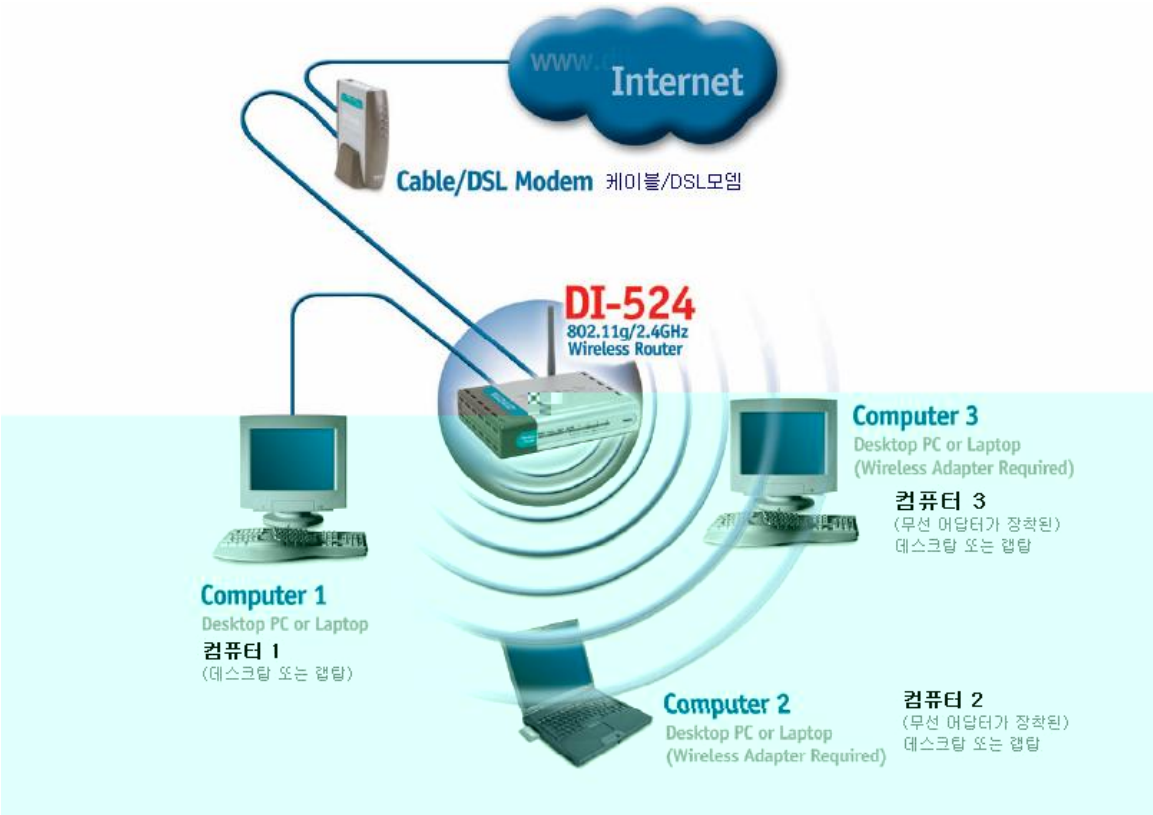 www.d
Internet
Cable/DSL Modem 케이블/DSL모뎀
DI-524
802.11g/2.4GHz
Wireless Router
Computer 3
Desktop PC or Laptop
(Wireless Adapter Required)
컴퓨터 3
(무선 어답터가 장착된)
데스크탑 또는 랩탑
Computer 1
Desktop PC or Laptop
컴퓨터 1
(데스크탑 또는 랩탑)
Computer 2
Desktop PC or Laptop
(Wireless Adapter Required)
컴퓨터 2
(무선 어답터가 장착된)
데스크탑 또는 랩탑